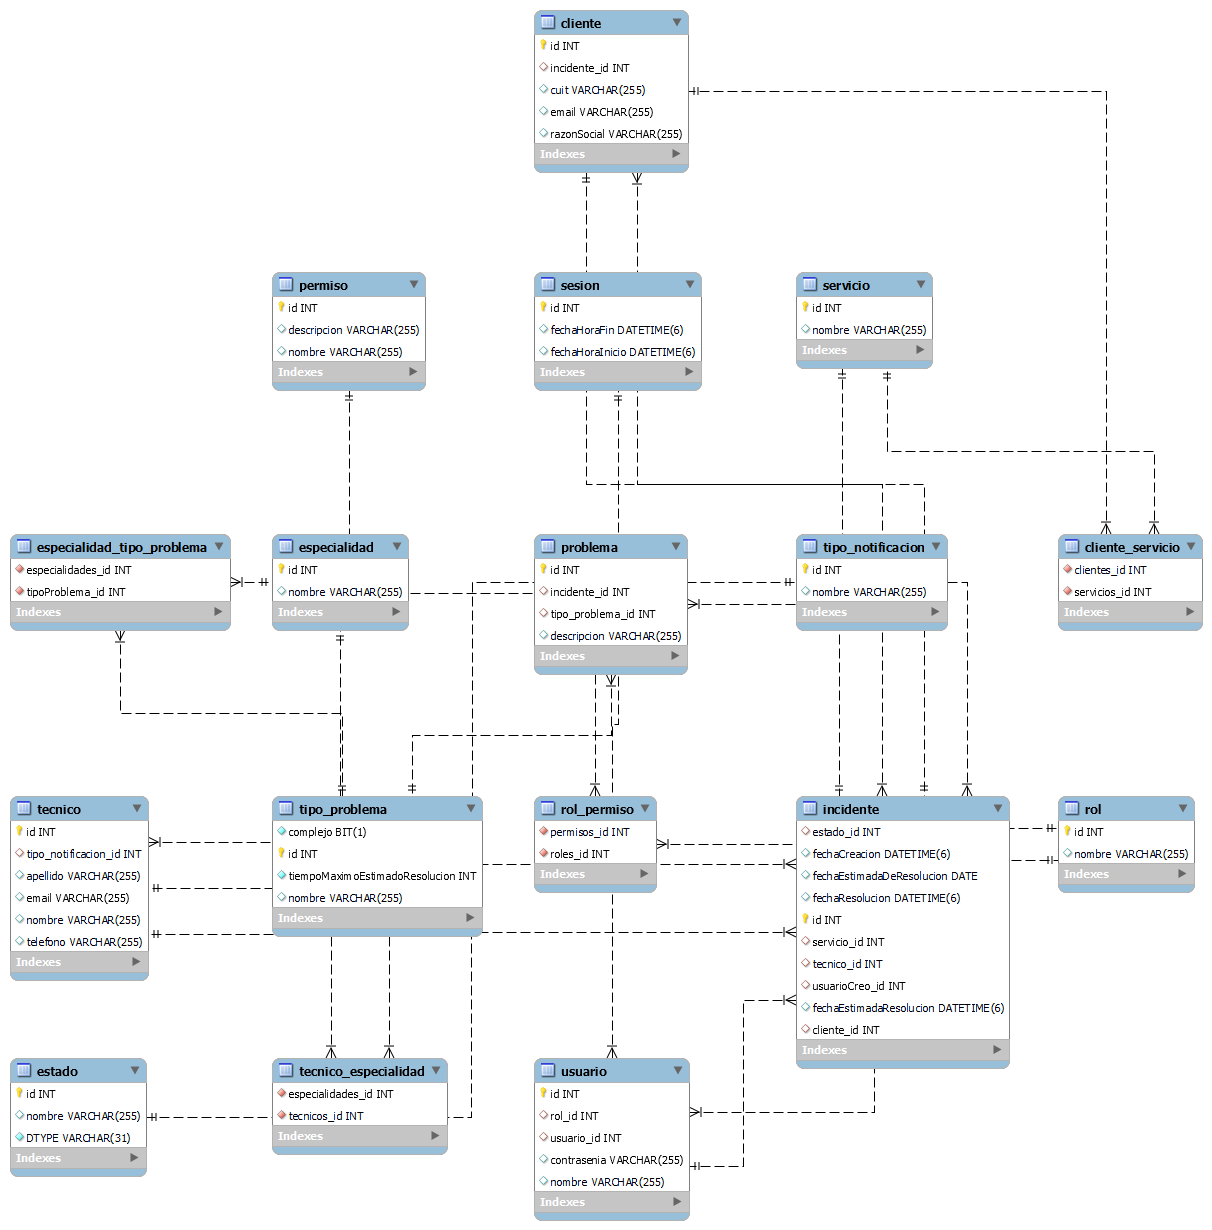 cliente
id INT
incidente_id INT
cuit VARCHAR(255)
email VARCHAR(255)
razonSocial VARCHAR(255)
Indexes
permiso
id INT
descripcion VARCHAR(255)
nombre VARCHAR(255)
Indexes
sesion
id INT
fechaHoraFin DATETIME(6)
fechaHoraInicio DATETIME(6)
Indexes
servicio
id INT
nombre VARCHAR(255)
Indexes
especialidad_tipo_problema
especialidades_id INT
tipoProblema_id INT
Indexes
especialidad
id INT
nombre VARCHAR(255)
Indexes
problema
id INT
incidente_id INT
tipo_problema_id INT
descripcion VARCHAR(255)
Indexes
tipo_notificacion
id INT
nombre VARCHAR(255)
Indexes
cliente_servicio
clientes_id INT
servicios_id INT
Indexes
tecnico
id INT
tipo_notificacion_id INT
apellido VARCHAR(255)
email VARCHAR(255)
nombre VARCHAR(255)
telefono VARCHAR(255)
Indexes
tipo_problema
complejo BIT(1)
id INT
tiempoMaximoEstimadoResolucion INT
nombre VARCHAR(255)
Indexes
rol_permiso
permisos_id INT
roles_id INT
Indexes
incidente
estado_id INT
fechaCreacion DATETIME(6)
fechaEstimadaDeResolucion DATE
fechaResolucion DATETIME(6)
id INT
servicio_id INT
tecnico_id INT
usuarioCreo_id INT
fechaEstimadaResolucion DATETIME(6)
cliente_id INT
Indexes
rol
id INT
nombre VARCHAR(255)
Indexes
estado
id INT
nombre VARCHAR(255)
DTYPE VARCHAR(31)
Indexes
tecnico_especialidad
especialidades_id INT
tecnicos_id INT
Indexes
usuario
id INT
rol_id INT
usuario_id INT
contrasenia VARCHAR(255)
nombre VARCHAR(255)
Indexes